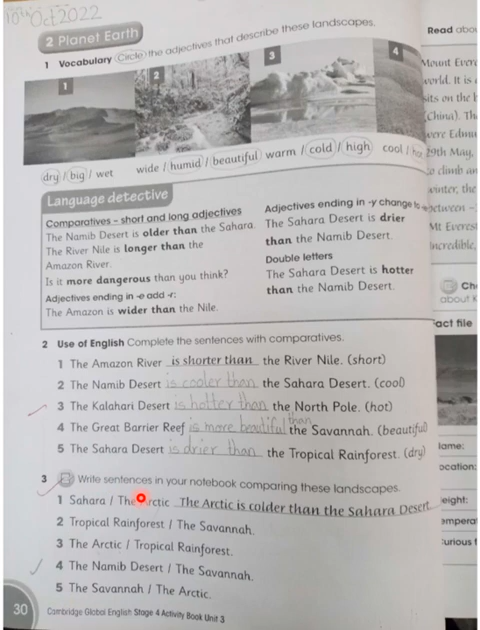 10th Oct 2022
2 Planet Earth
1 Vocabulary Circle the adjectives that describe these landscapes.
1
2
3
4
dry / big / wet
wide / humid / beautiful
warm / cold / high
cool /
Language detective
Comparatives – short and long adjectives
The Namib Desert is older than the Sahara.
The River Nile is longer than the
Amazon River.
Is it more dangerous than you think?
Adjectives ending in -e add -r:
The Amazon is wider than the Nile.
Adjectives ending in -y change to
The Sahara Desert is drier
than the Namib Desert.
Double letters
The Sahara Desert is hotter
than the Namib Desert.
2 Use of English Complete the sentences with comparatives.
1 The Amazon River is shorter than the River Nile. (short)
2 The Namib Desert is cooler than the Sahara Desert. (cool)
3 The Kalahari Desert is hotter than the North Pole. (hot)
4 The Great Barrier Reef is more beautiful than the Savannah. (beautiful)
5 The Sahara Desert is drier than the Tropical Rainforest. (dry)
3 Write sentences in your notebook comparing these landscapes.
1 Sahara / The Arctic The Arctic is colder than the Sahara Desert
2 Tropical Rainforest / The Savannah.
3 The Arctic / Tropical Rainforest.
4 The Namib Desert / The Savannah.
5 The Savannah / The Arctic.
30 Cambridge Global English Stage 4 Activity Book Unit 3
Read
Mount
world. It is
sits on the
(China).
were
29th May,
to climb
winter, the
between
Mt Everest
Incredible.
about
Fact file